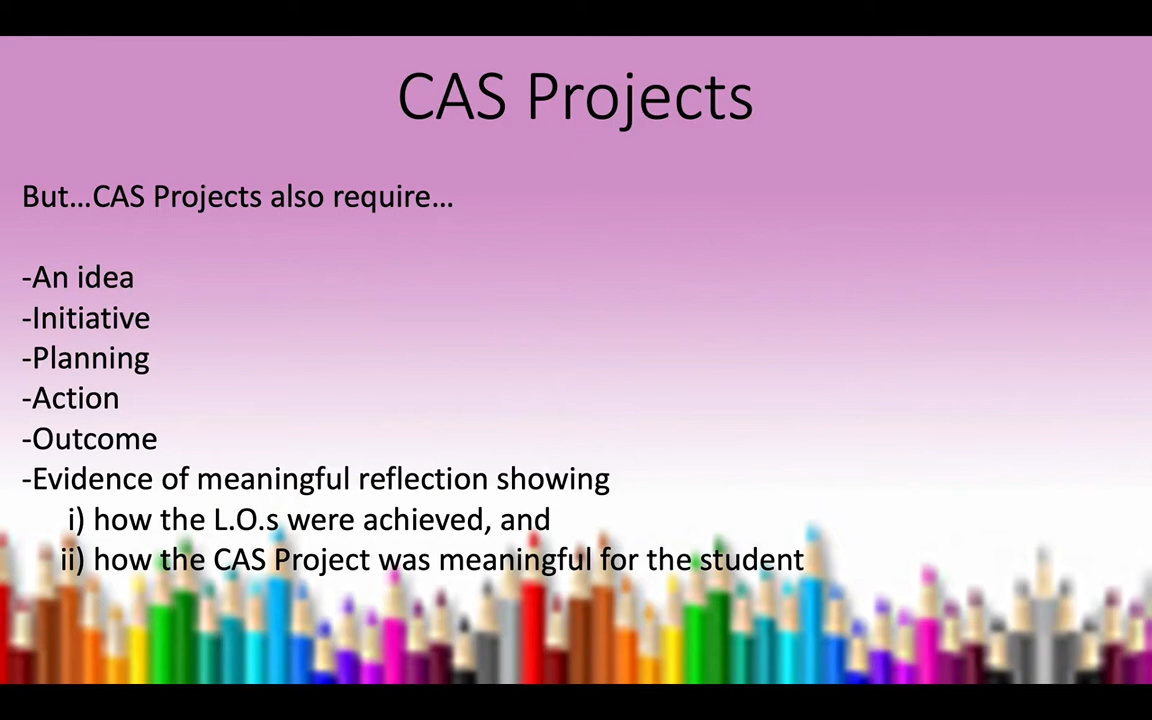 CAS Projects
But...CAS Projects also require...
-An idea
-Initiative
-Planning
-Action
-Outcome
-Evidence of meaningful reflection showing
i) how the L.O.s were achieved, and
ii) how the CAS Project was meaningful for the student